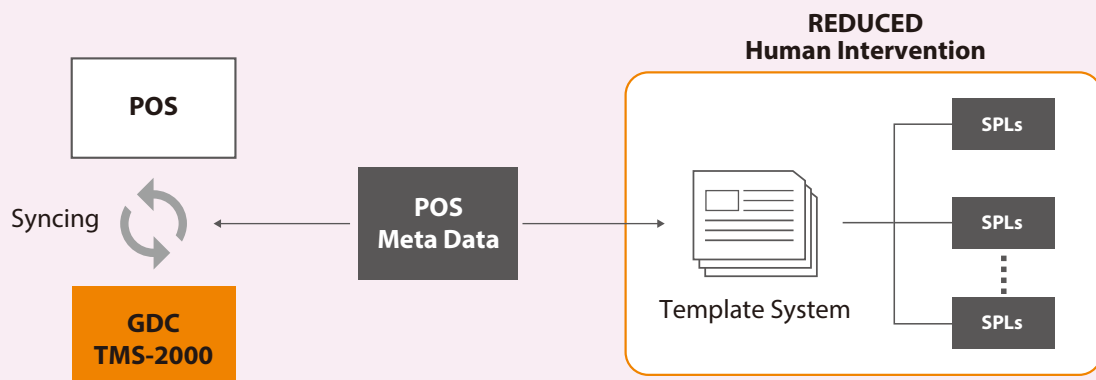 REDUCED
Human Intervention
POS
Syncing
GDC
TMS-2000
POS
Meta Data
Template System
SPLs
SPLs
SPLs